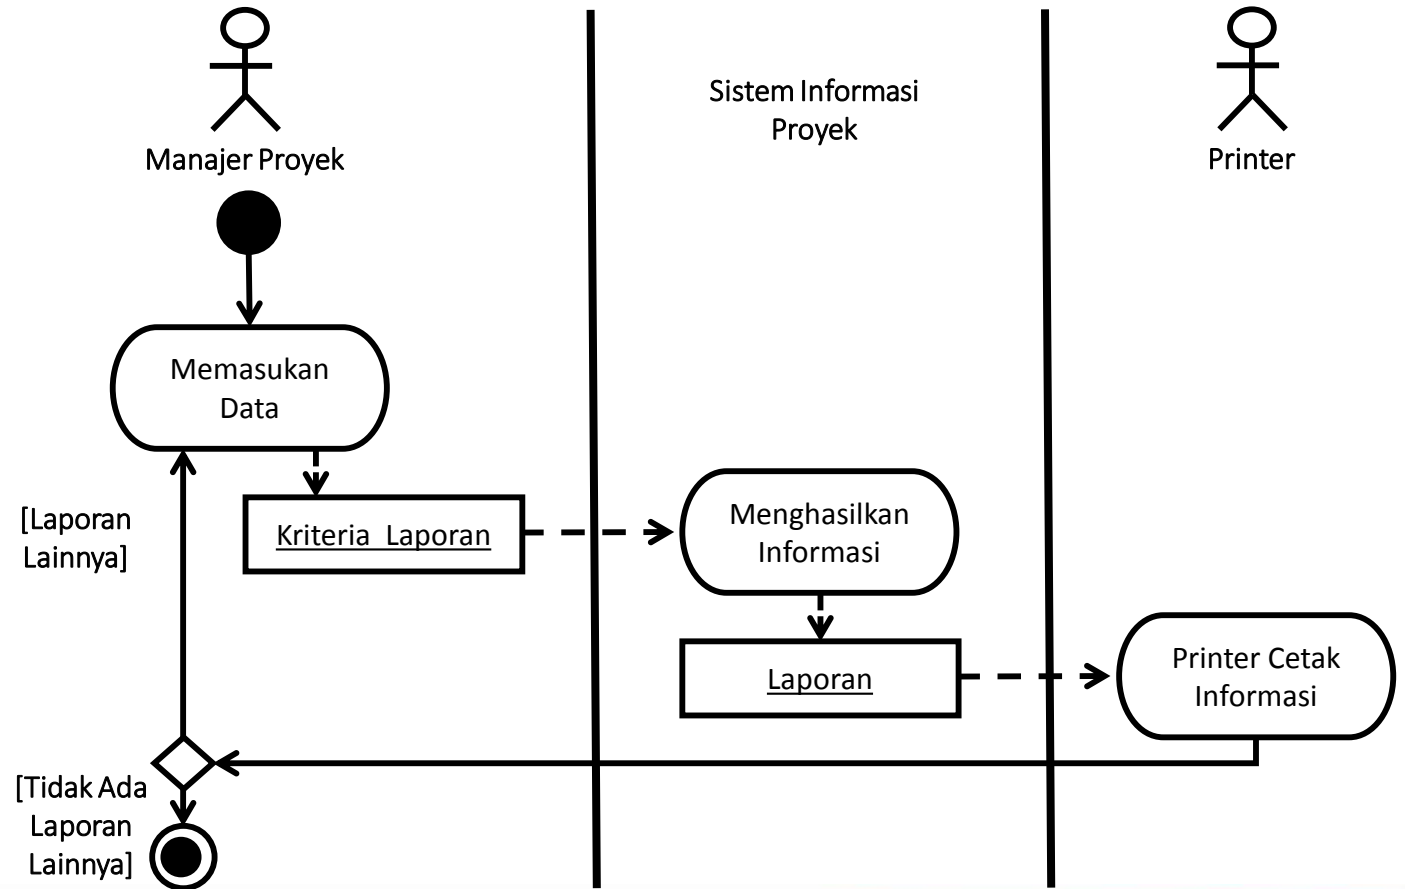 Sistem Informasi
Proyek
Manajer Proyek
Printer
Memasukan
Data
[Laporan
Lainnya]
Kriteria Laporan
Menghasilkan
Informasi
Laporan
Printer Cetak
Informasi
[Tidak Ada
Laporan
Lainnya]